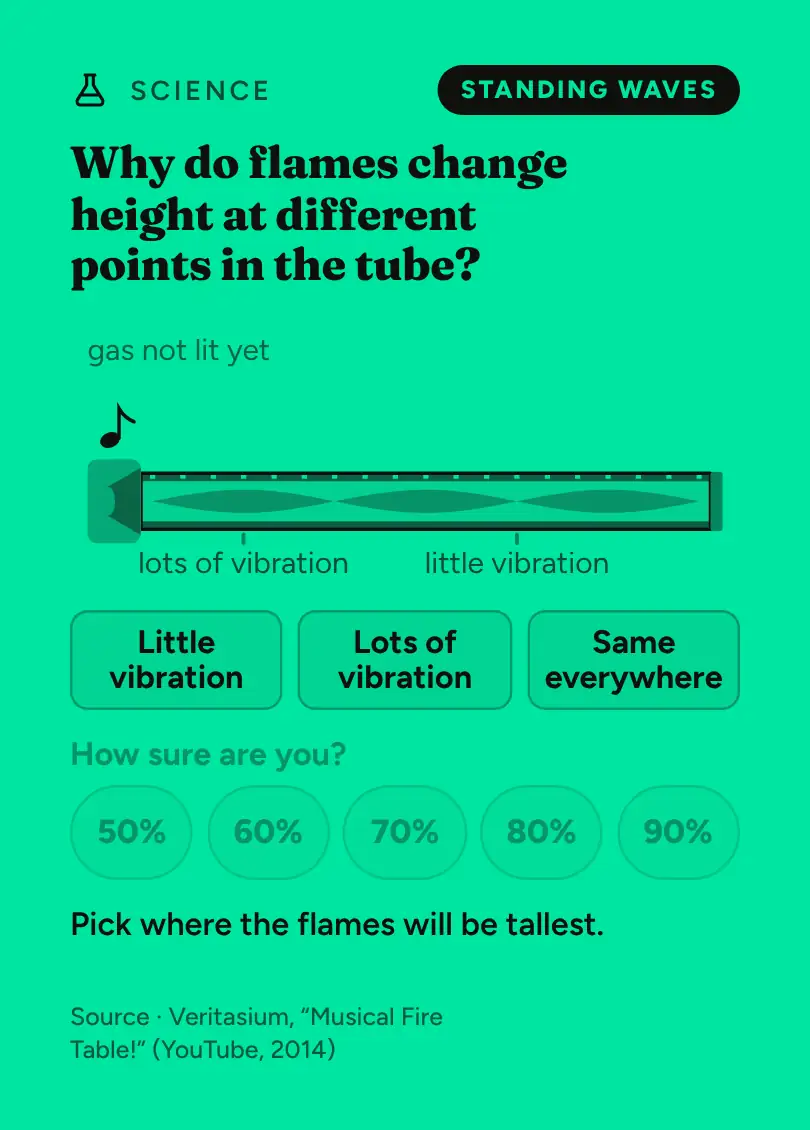 SCIENCE
STANDING WAVES
Why do flames change
height at different
points in the tube?
gas not lit yet
lots of vibration
little vibration
Little
vibration
Lots of
vibration
Same
everywhere
How sure are you?
50%
60%
70%
80%
90%
Pick where the flames will be tallest.
Source · Veritasium, “Musical Fire
Table!” (YouTube, 2014)